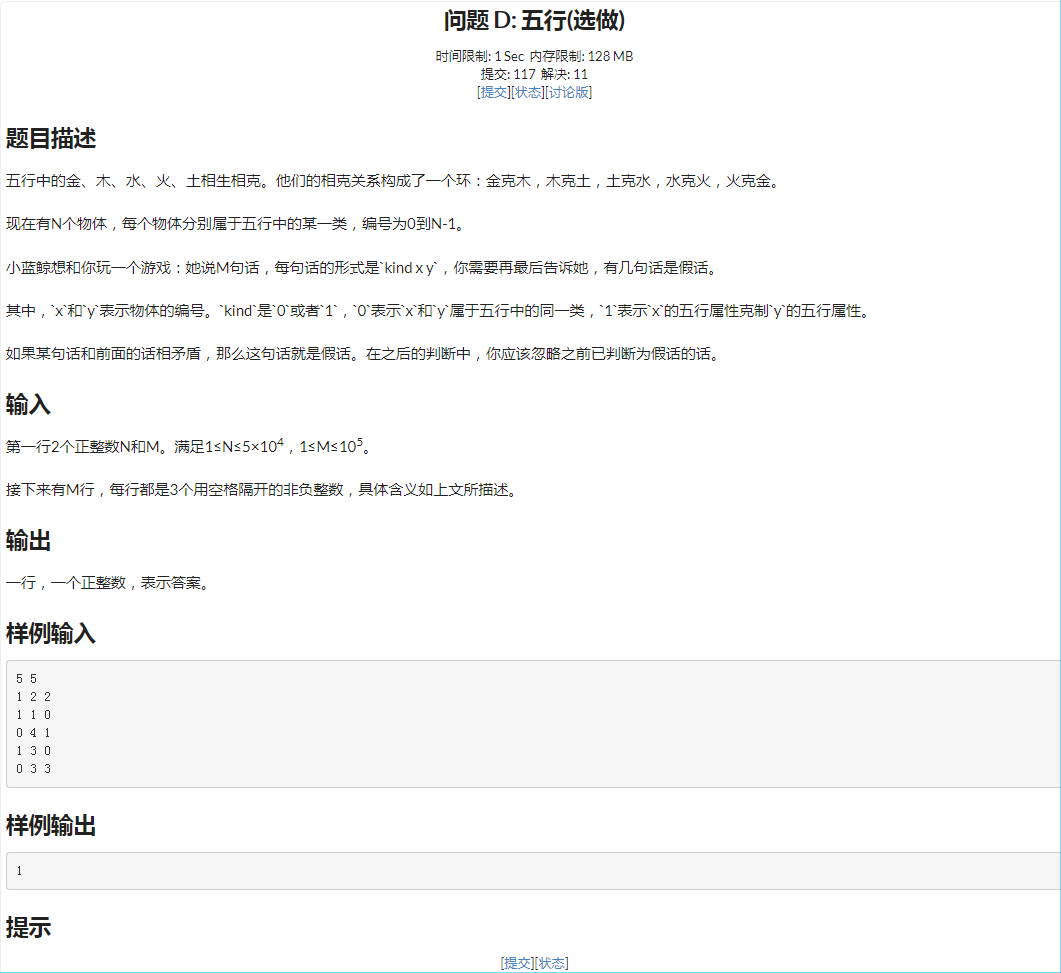 问题 D: 五行(选做)
时间限制: 1 Sec 内存限制: 128 MB
提交: 117 解决: 11
[提交][状态][讨论版]
题目描述
五行中的金、木、水、火、土相生相克。他们的相克关系构成了一个环：金克木，木克土，土克水，水克火，火克金。
现在有N个物体，每个物体分别属于五行中的某一类，编号为0到N-1。
小蓝鲸想和你玩一个游戏：她说M句话，每句话的形式是`kind x y`，你需要再最后告诉她，有几句话是假话。
其中，`x`和`y`表示物体的编号。`kind`是`0`或者`1`，`0`表示`x`和`y`属于五行中的同一类，`1`表示`x`的五行属性克制`y`的五行属性。
如果某句话和前面的话相矛盾，那么这句话就是假话。在之后的判断中，你应该忽略之前已判断为假话的话。
输入
第一行2个正整数N和M。满足1≤N≤5×10⁴，1≤M≤10⁵。
接下来有M行，每行都是3个用空格隔开的非负整数，具体含义如上文所描述。
输出
一行，一个正整数，表示答案。
样例输入
5 5
1 2 2
1 1 0
0 4 1
1 3 0
0 3 3
样例输出
1
提示
[提交][状态]